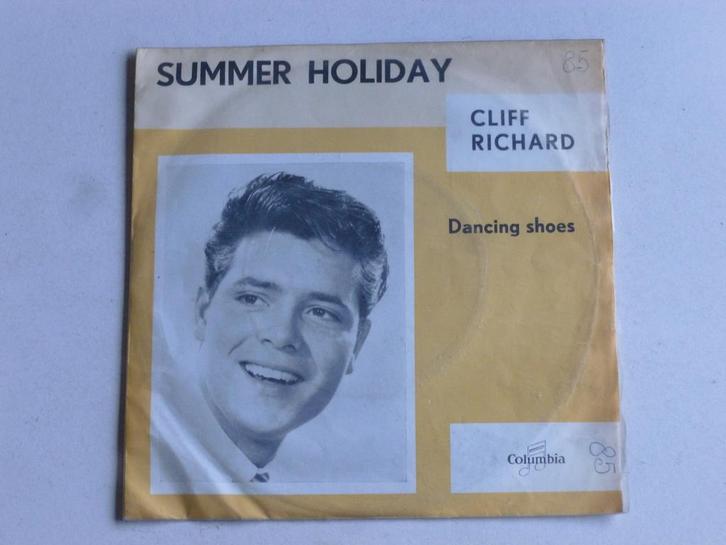 SUMMER HOLIDAY
85
CLIFF
RICHARD
Dancing shoes
Columbia
85